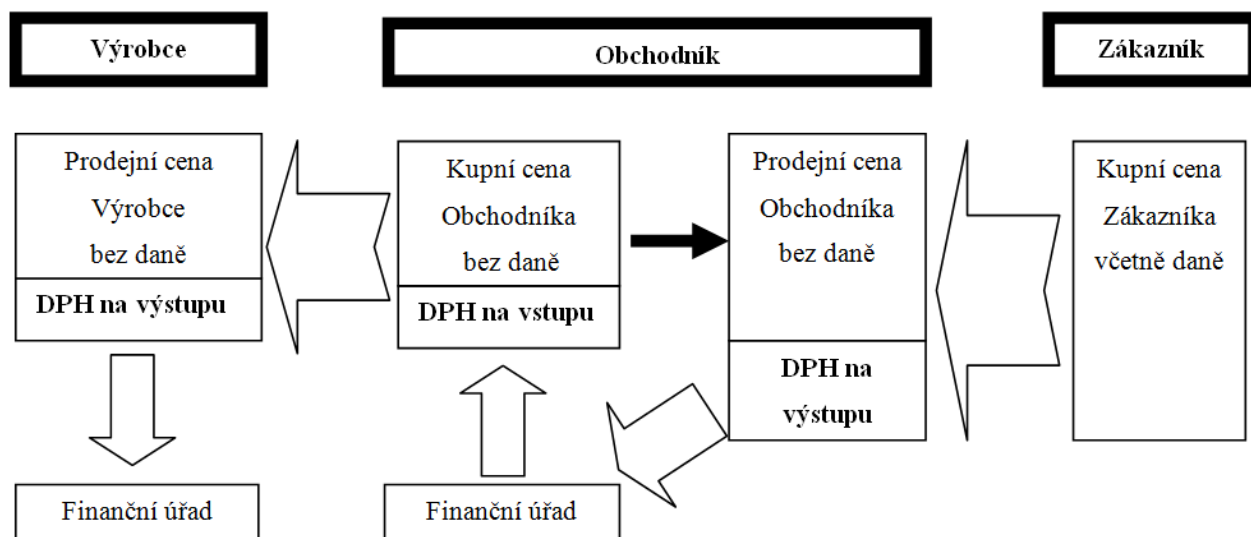 Výrobce
Obchodník
Zákazník
Prodejní cena
Výrobce
bez daně
DPH na výstupu
Kupní cena
Obchodníka
bez daně
DPH na vstupu
Prodejní cena
Obchodníka
bez daně
DPH na
výstupu
Kupní cena
Zákazníka
včetně daně
Finanční úřad
Finanční úřad